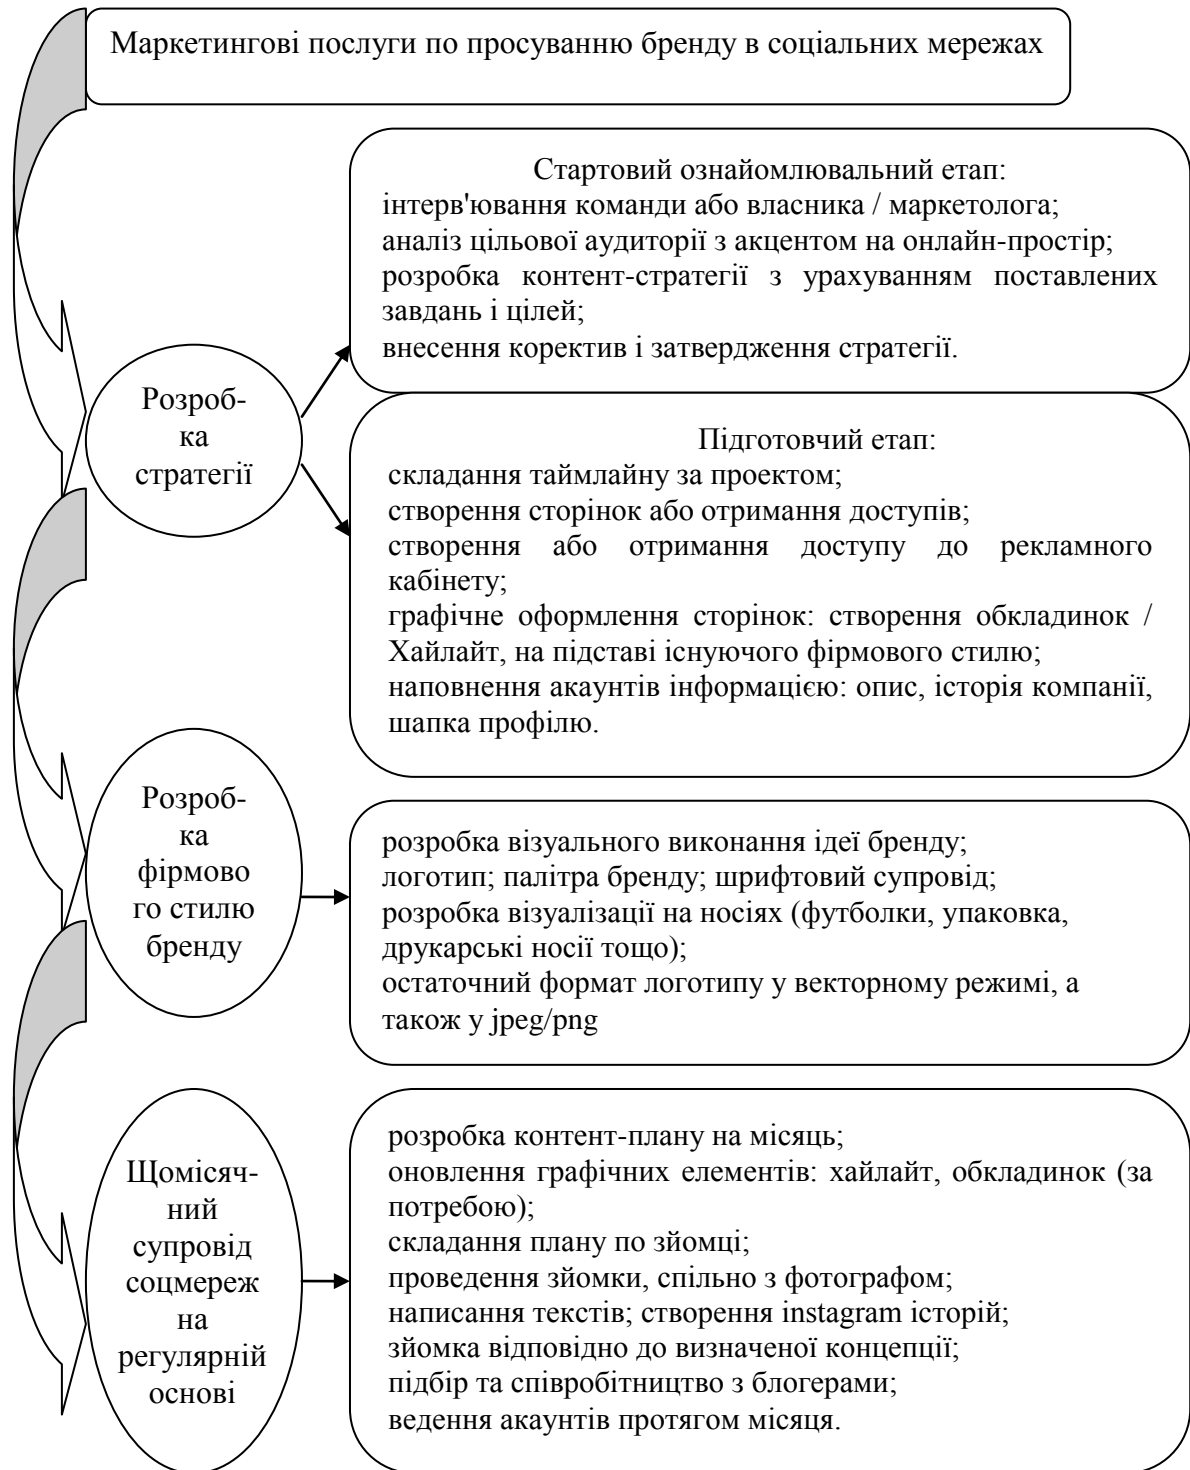 Маркетингові послуги по просуванню бренду в соціальних мережах
Стартовий ознайомлювальний етап:
інтерв'ювання команди або власника / маркетолога;
аналіз цільової аудиторії з акцентом на онлайн-простір;
розробка контент-стратегії з урахуванням поставлених
завдань і цілей;
внесення коректив і затвердження стратегії.
Розроб-
ка
стратегії
Підготовчий етап:
складання таймлайну за проектом;
створення сторінок або отримання доступів;
створення або отримання доступу до рекламного
кабінету;
графічне оформлення сторінок: створення обкладинок /
Хайлайт, на підставі існуючого фірмового стилю;
наповнення акаунтів інформацією: опис, історія компанії,
шапка профілю.
Розроб-
ка
фірмово
го стилю
бренду
розробка візуального виконання ідеї бренду;
логотип; палітра бренду; шрифтовий супровід;
розробка візуалізації на носіях (футболки, упаковка,
друкарські носії тощо);
остаточний формат логотипу у векторному режимі, а
також у jpeg/png
Щомісяч-
ний
супровід
соцмереж
на
регулярній
основі
розробка контент-плану на місяць;
оновлення графічних елементів: хайлайт, обкладинок (за
потребою);
складання плану по зйомці;
проведення зйомки, спільно з фотографом;
написання текстів; створення instagram історій;
зйомка відповідно до визначеної концепції;
підбір та співробітництво з блогерами;
ведення акаунтів протягом місяця.